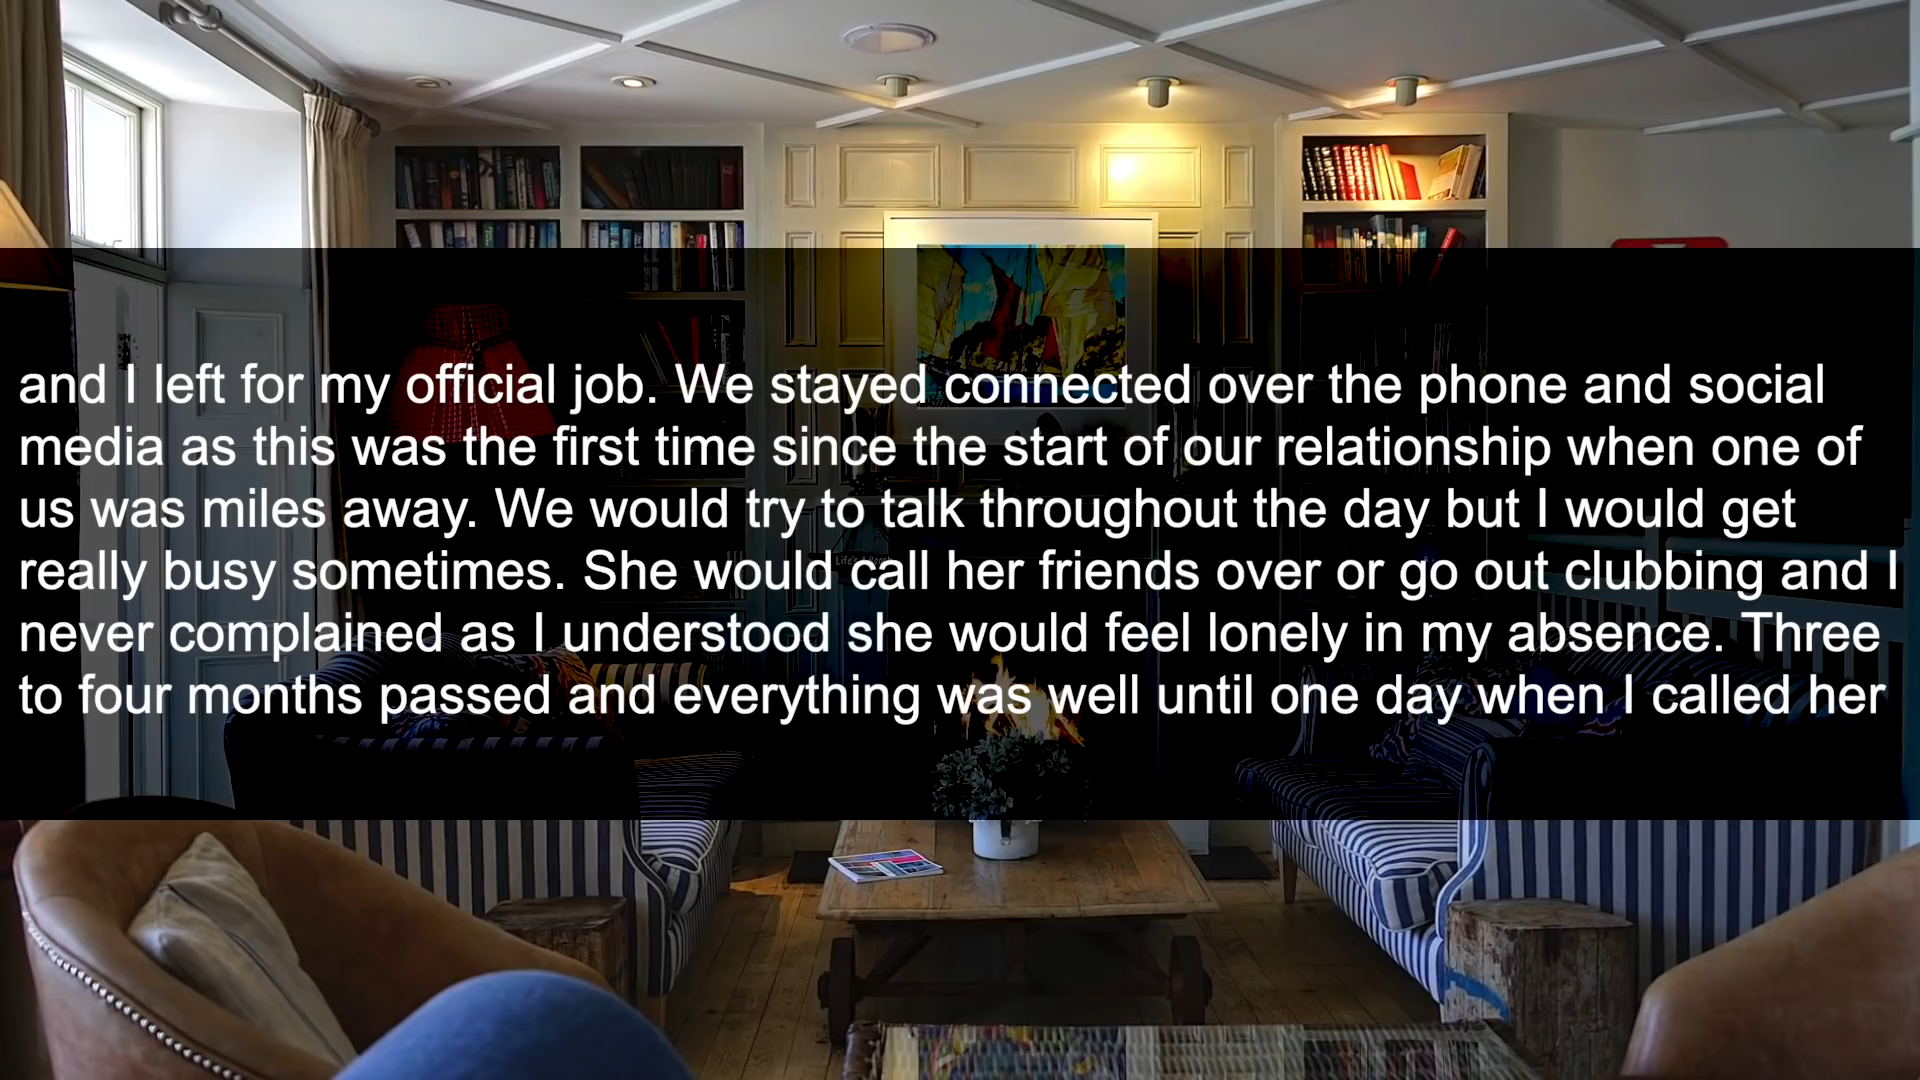 and I left for my official job. We stayed connected over the phone and social
media as this was the first time since the start of our relationship when one of
us was miles away. We would try to talk throughout the day but I would get
really busy sometimes. She would call her friends over or go out clubbing and I
never complained as I understood she would feel lonely in my absence. Three
to four months passed and everything was well until one day when I called her